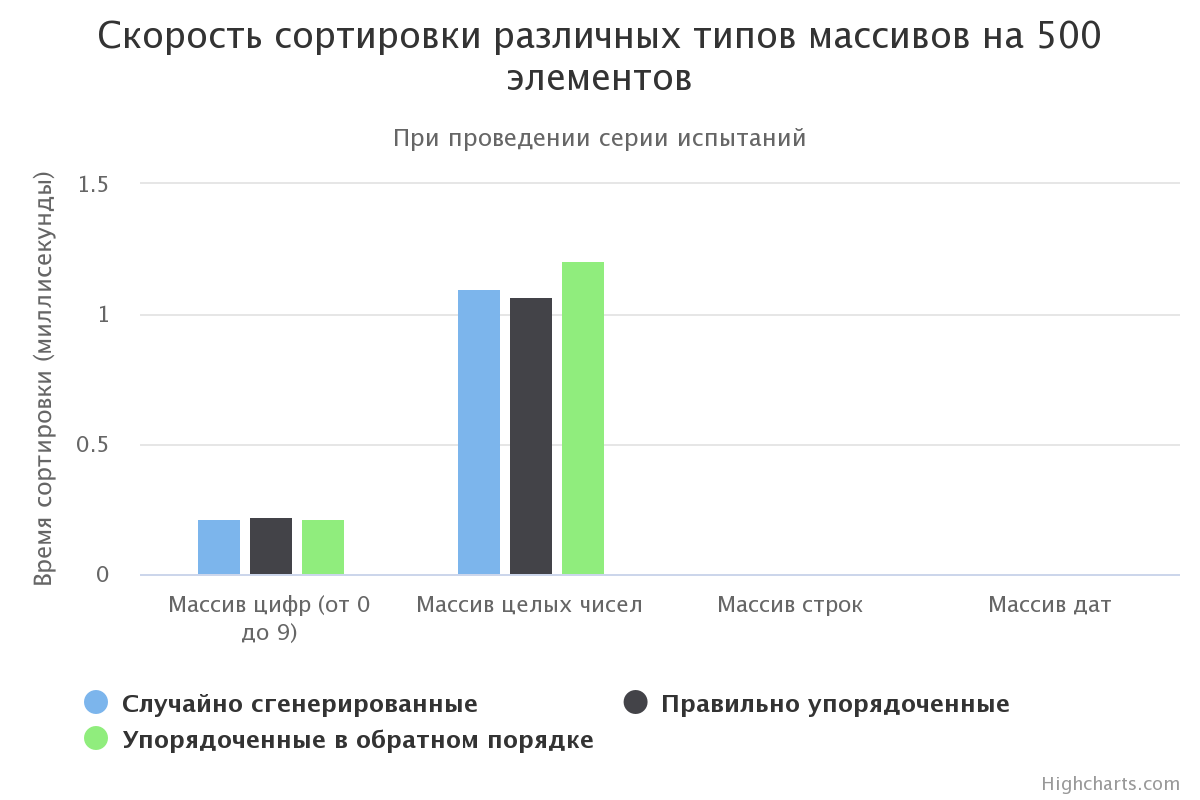 Скорость сортировки различных типов массивов на 500
элементов
При проведении серии испытаний
Время сортировки (миллисекунды)
1.5
1
0.5
0
Массив цифр (от 0
до 9)
Массив целых чисел
Массив строк
Массив дат
Случайно сгенерированные
Правильно упорядоченные
Упорядоченные в обратном порядке
Highcharts.com